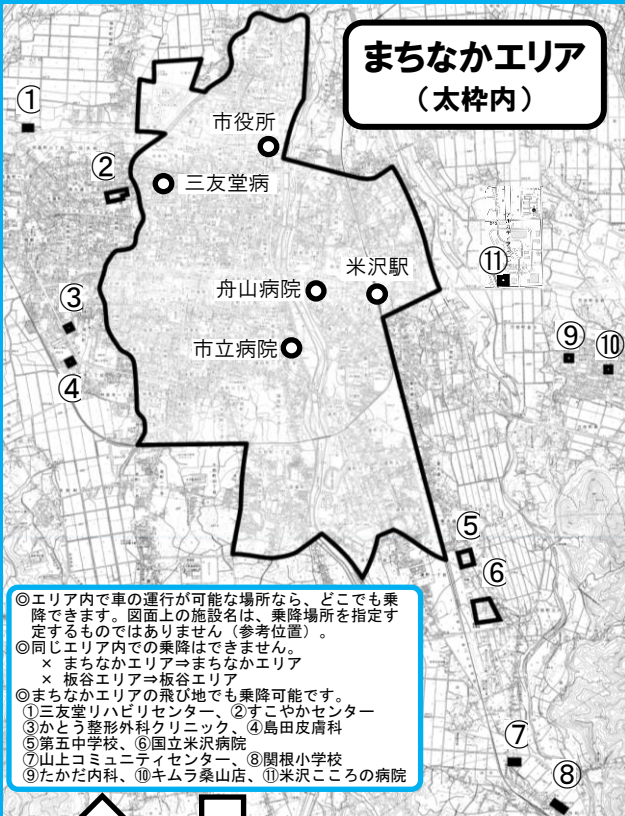 まちなかエリア
（太枠内）
①
市役所
②
三友堂病
⑪
米沢駅
舟山病院
③
市立病院
⑨
⑩
④
⑤
⑥
◎エリア内で車の運行が可能な場所なら、どこでも乗
降できます。図面上の施設名は、乗降場所を指定す
定するものではありません（参考位置）。
◎同じエリア内での乗降はできません。
× まちなかエリア⇒まちなかエリア
× 板谷エリア⇒板谷エリア
◎まちなかエリアの飛び地でも乗降可能です。
①三友堂リハビリセンター、②すこやかセンター
③かとう整形外科クリニック、④島田皮膚科
⑤第五中学校、⑥国立米沢病院
⑦山上コミュニティセンター、⑧関根小学校
⑨たかだ内科、⑩キムラ桑山店、⑪米沢こころの病院
⑦
⑧